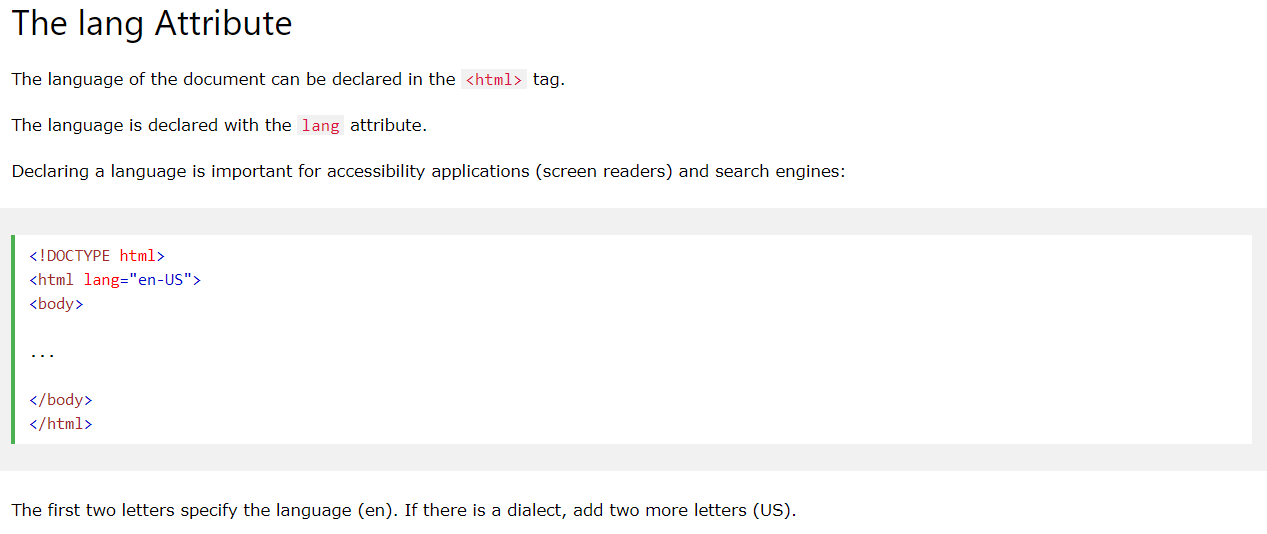 The lang Attribute
The language of the document can be declared in the <html> tag.
The language is declared with the lang attribute.
Declaring a language is important for accessibility applications (screen readers) and search engines:
<!DOCTYPE html>
<html lang="en-US">
<body>
...
</body>
</html>
The first two letters specify the language (en). If there is a dialect, add two more letters (US).